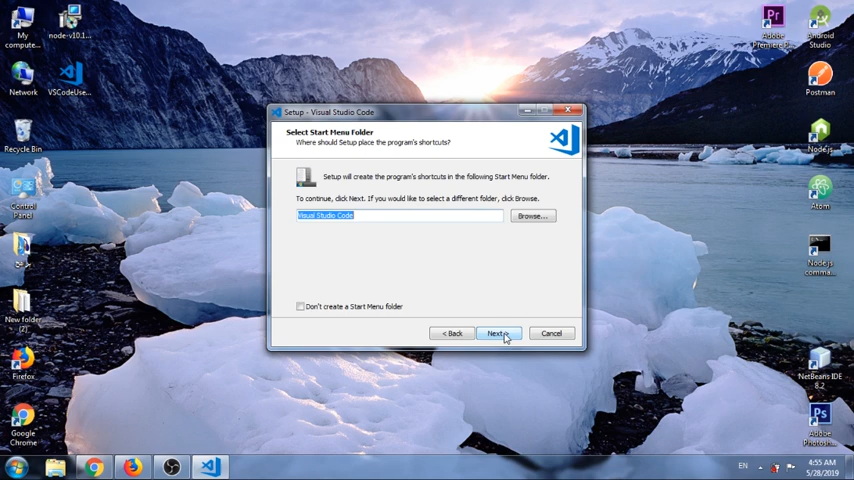 My
compute...
node-v10.1...
Network
VSCodeUse...
Recycle Bin
Control
Panel
New folder
(2)
Firefox
Google
Chrome
Pr
Adobe
Premiere P...
Android
Studio
Postman
Node.js
Atom
Node.js
comma...
NetBeans IDE
8.2
Ps
Adobe
Photosh...
Setup - Visual Studio Code
Select Start Menu Folder
Where should Setup place the program's shortcuts?
Setup will create the program's shortcuts in the following Start Menu folder.
To continue, click Next. If you would like to select a different folder, click Browse.
Visual Studio Code
Browse...
Don't create a Start Menu folder
< Back
Next >
Cancel
EN
4:55 AM
5/28/2019